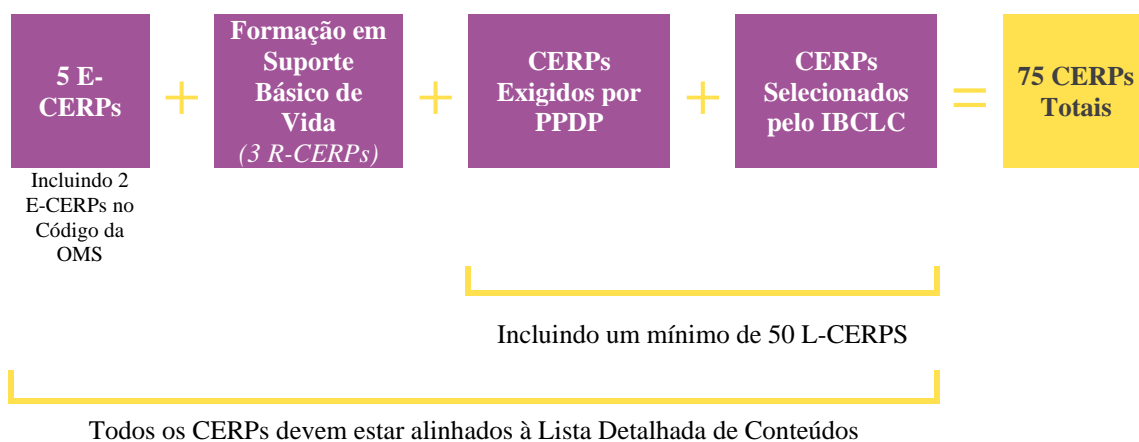 5 E-
CERPs
+
Formação em
Suporte
Básico de
Vida
(3 R-CERPs)
+
CERPs
Exigidos por
PPDP
+
CERPs
Selecionados
pelo IBCLC
=
75 CERPs
Totais
Incluindo 2
E-CERPs no
Código da
OMS
Incluindo um mínimo de 50 L-CERPS
Todos os CERPs devem estar alinhados à Lista Detalhada de Conteúdos